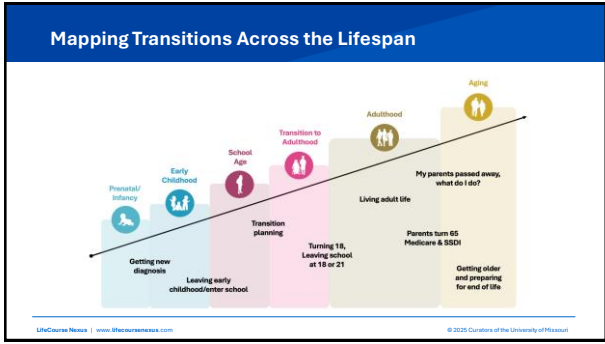 Mapping Transitions Across the Lifespan
Prenatal/
Infancy
Early
Childhood
School
Age
Transition to
Adulthood
Adulthood
Aging
Getting new
diagnosis
Leaving early
childhood/enter school
Transition
planning
Turning 18,
Leaving school
at 18 or 21
Living adult life
My parents passed away,
what do I do?
Parents turn 65
Medicare & SSDI
Getting older
and preparing
for end of life
LifeCourse Nexus | www.lifecoursenexus.com
© 2025 Curators of the University of Missouri